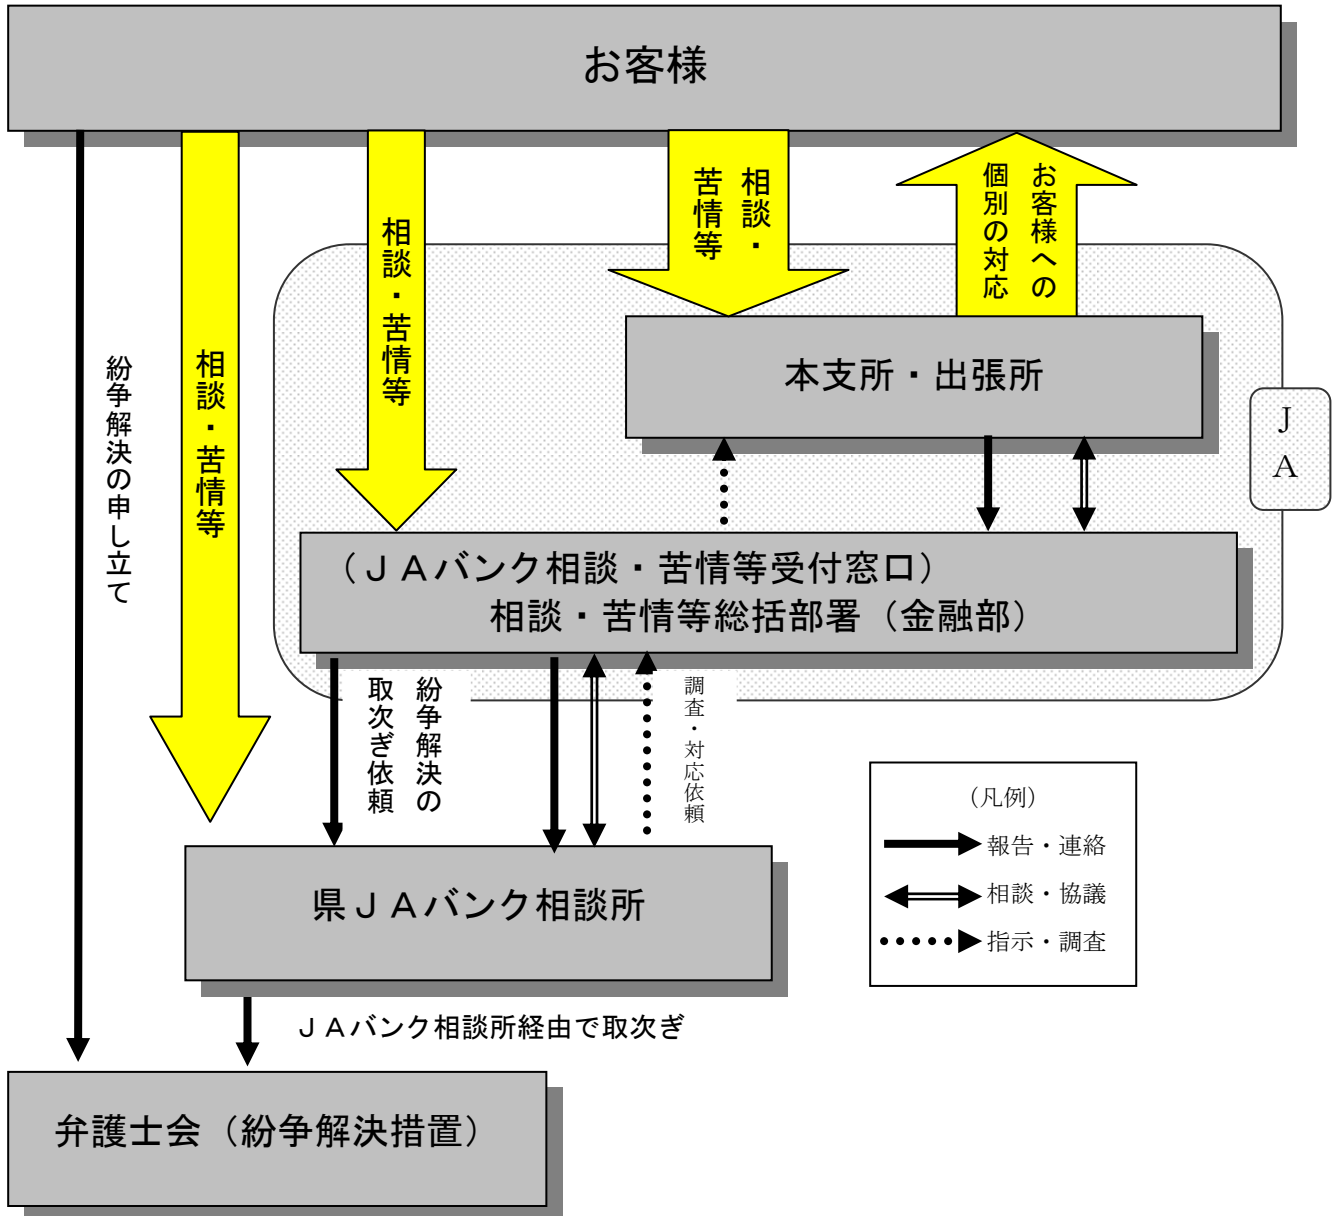 お客様
相談・
苦情等
お客様への
個別の対応
相談・苦情等
相談・苦情等
紛争解決の申し立て
本支所・出張所
J
A
（ＪＡバンク相談・苦情等受付窓口）
相談・苦情等総括部署（金融部）
紛争解決の
取次ぎ依頼
調査・対応依頼
（凡例）
報告・連絡
相談・協議
指示・調査
県ＪＡバンク相談所
ＪＡバンク相談所経由で取次ぎ
弁護士会（紛争解決措置）